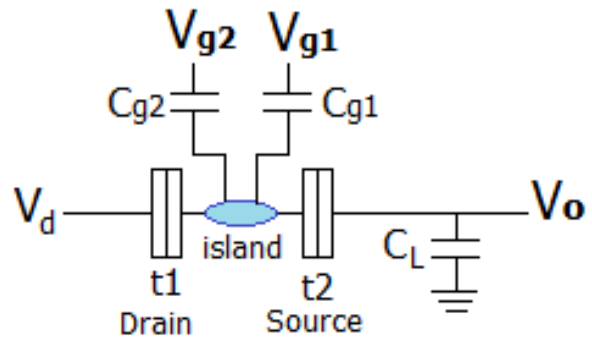 Vg2 Vg1
Cg2 Cg1
Vd Vo
island CL
t1 t2
Drain Source